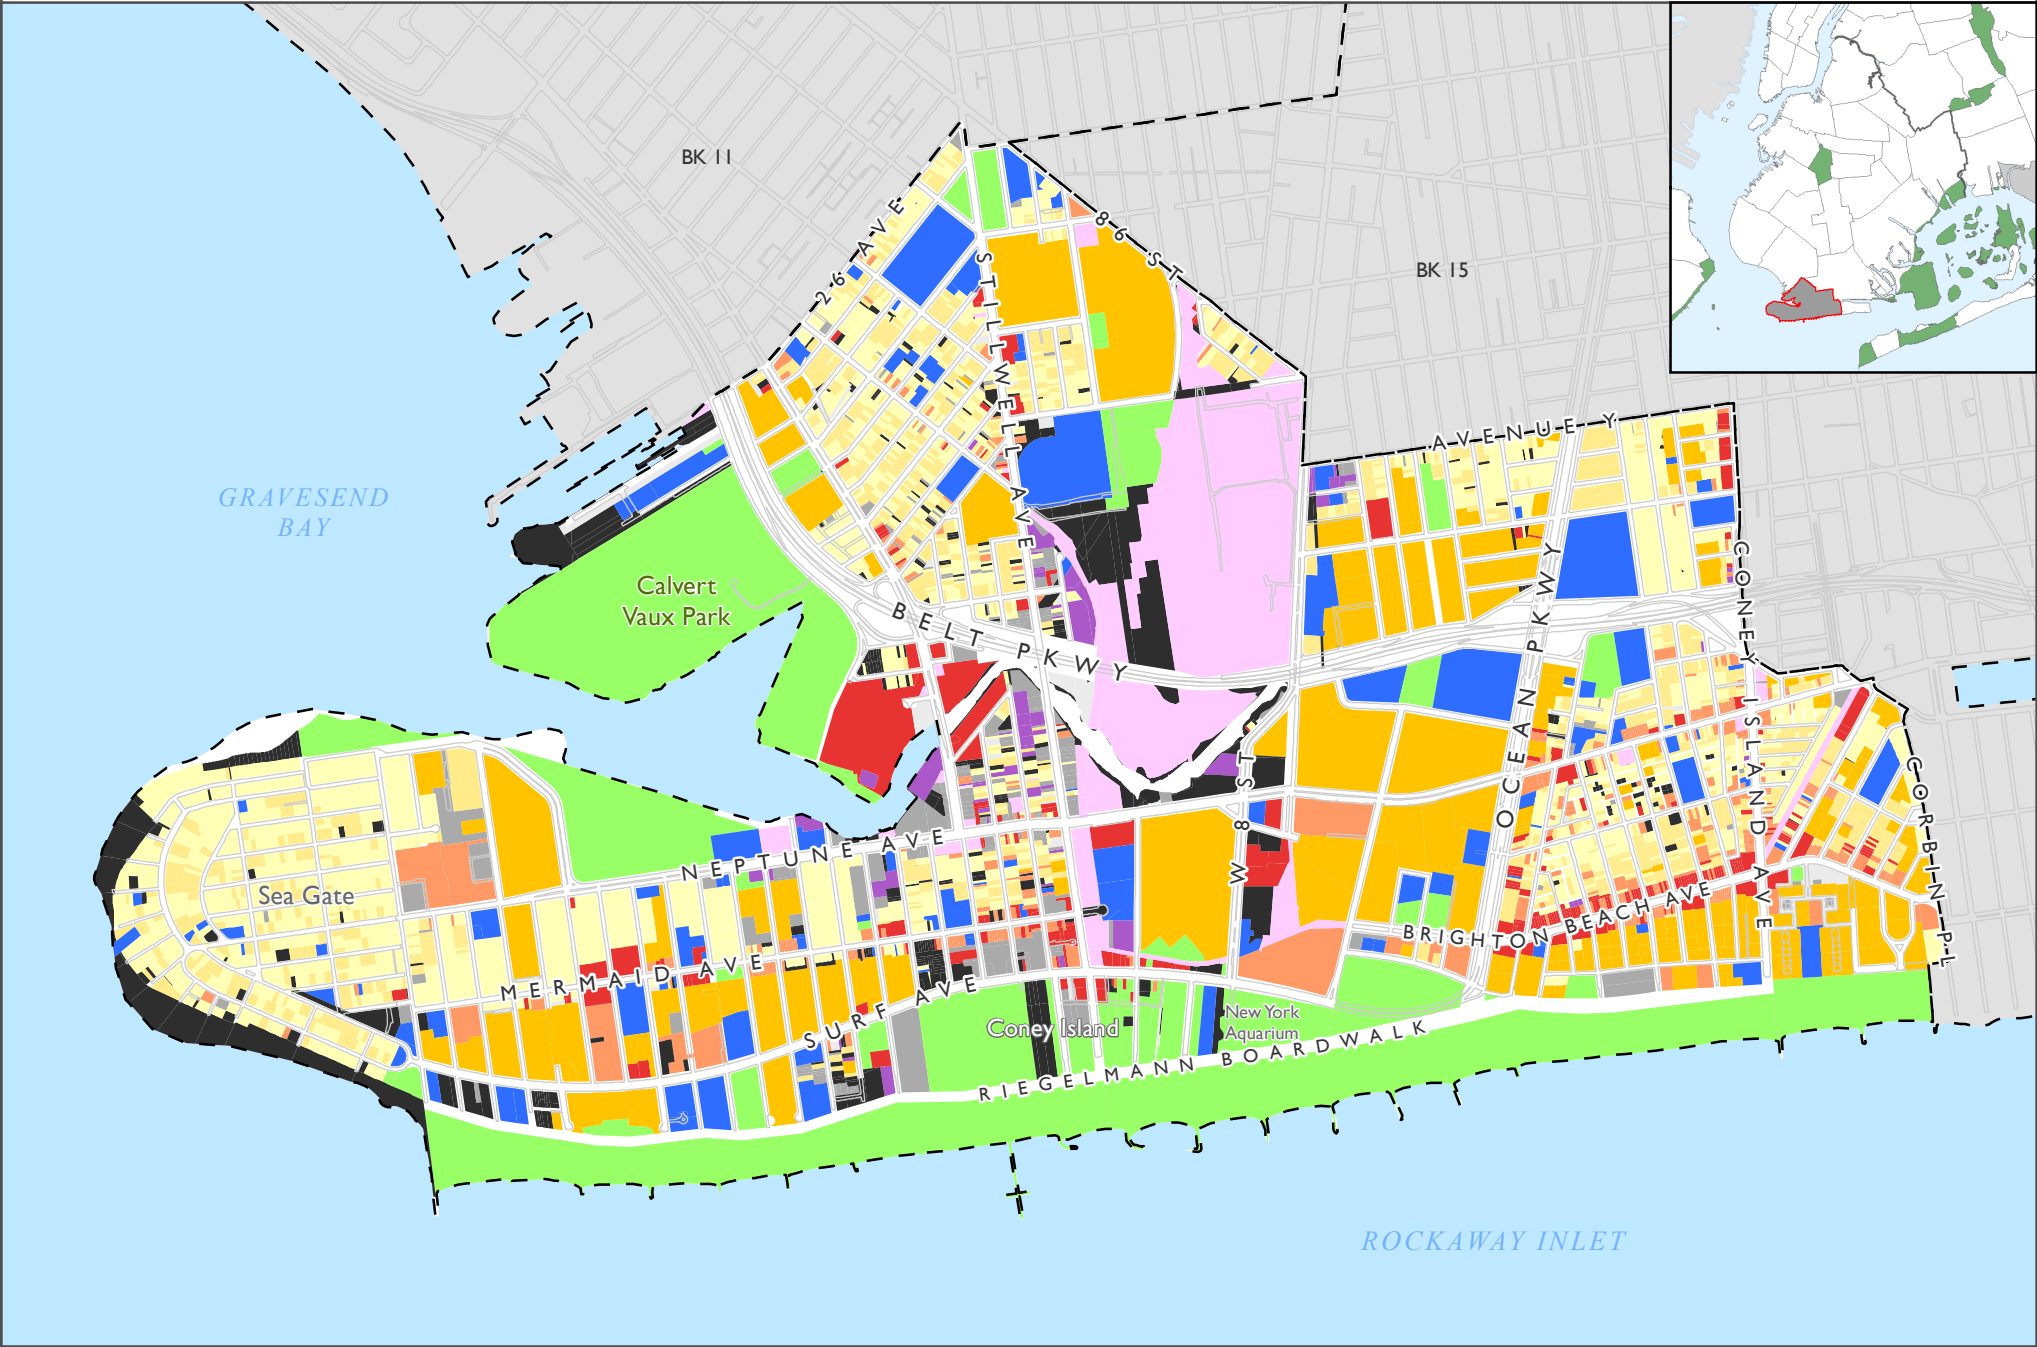 BK 11
26 AVE
86 ST
STILLWELL AVE
BK 15
AVENUE Y
GRAVESEND
BAY
Calvert
Vaux Park
BELT PKWY
OCEAN PKWY
CONEY ISLAND AVE
CORBIN PL
W 8 ST
NEPTUNE AVE
Sea Gate
MERMAID AVE
BRIGHTON BEACH AVE
SURF AVE
Coney Island
New York
Aquarium
RIEGELMANN BOARDWALK
ROCKAWAY INLET